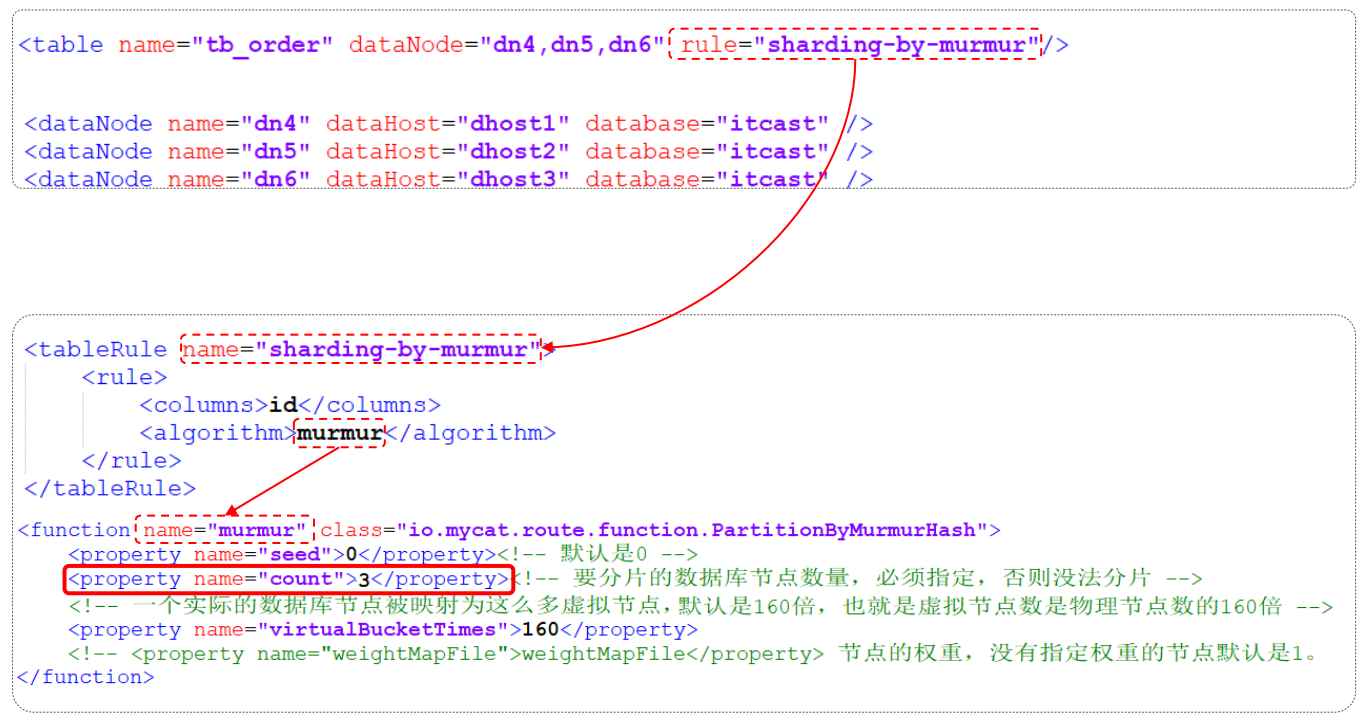 <table name="tb_order" dataNode="dn4,dn5,dn6" rule="sharding-by-murmur"/>
<dataNode name="dn4" dataHost="dhost1" database="itcast" />
<dataNode name="dn5" dataHost="dhost2" database="itcast" />
<dataNode name="dn6" dataHost="dhost3" database="itcast" />
<tableRule name="sharding-by-murmur">
<rule>
<columns>id</columns>
<algorithm>murmur</algorithm>
</rule>
</tableRule>
<function name="murmur" class="io.mycat.route.function.PartitionByMurmurHash">
<property name="seed">0</property><!-- 默认是0 -->
<property name="count">3</property><!-- 要分片的数据库节点数量，必须指定，否则没法分片 -->
<!-- 一个实际的数据库节点被映射为这么多虚拟节点，默认是160倍，也就是虚拟节点数是物理节点数的160倍 -->
<property name="virtualBucketTimes">160</property>
<!-- <property name="weightMapFile">weightMapFile</property> 节点的权重，没有指定权重的节点默认是1。
</function>